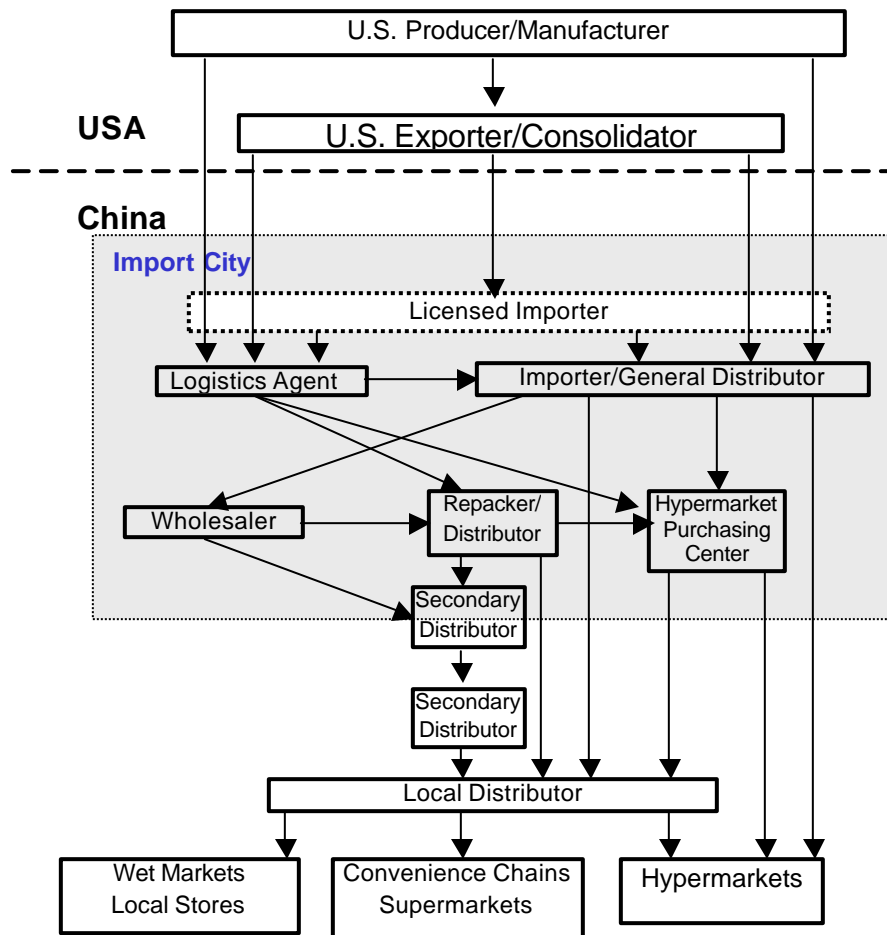 U.S. Producer/Manufacturer
USA
U.S. Exporter/Consolidator
China
Import City
Licensed Importer
Logistics Agent
Importer/General Distributor
Wholesaler
Repacker/
Distributor
Hypermarket
Purchasing
Center
Secondary
Distributor
Secondary
Distributor
Local Distributor
Wet Markets
Local Stores
Convenience Chains
Supermarkets
Hypermarkets